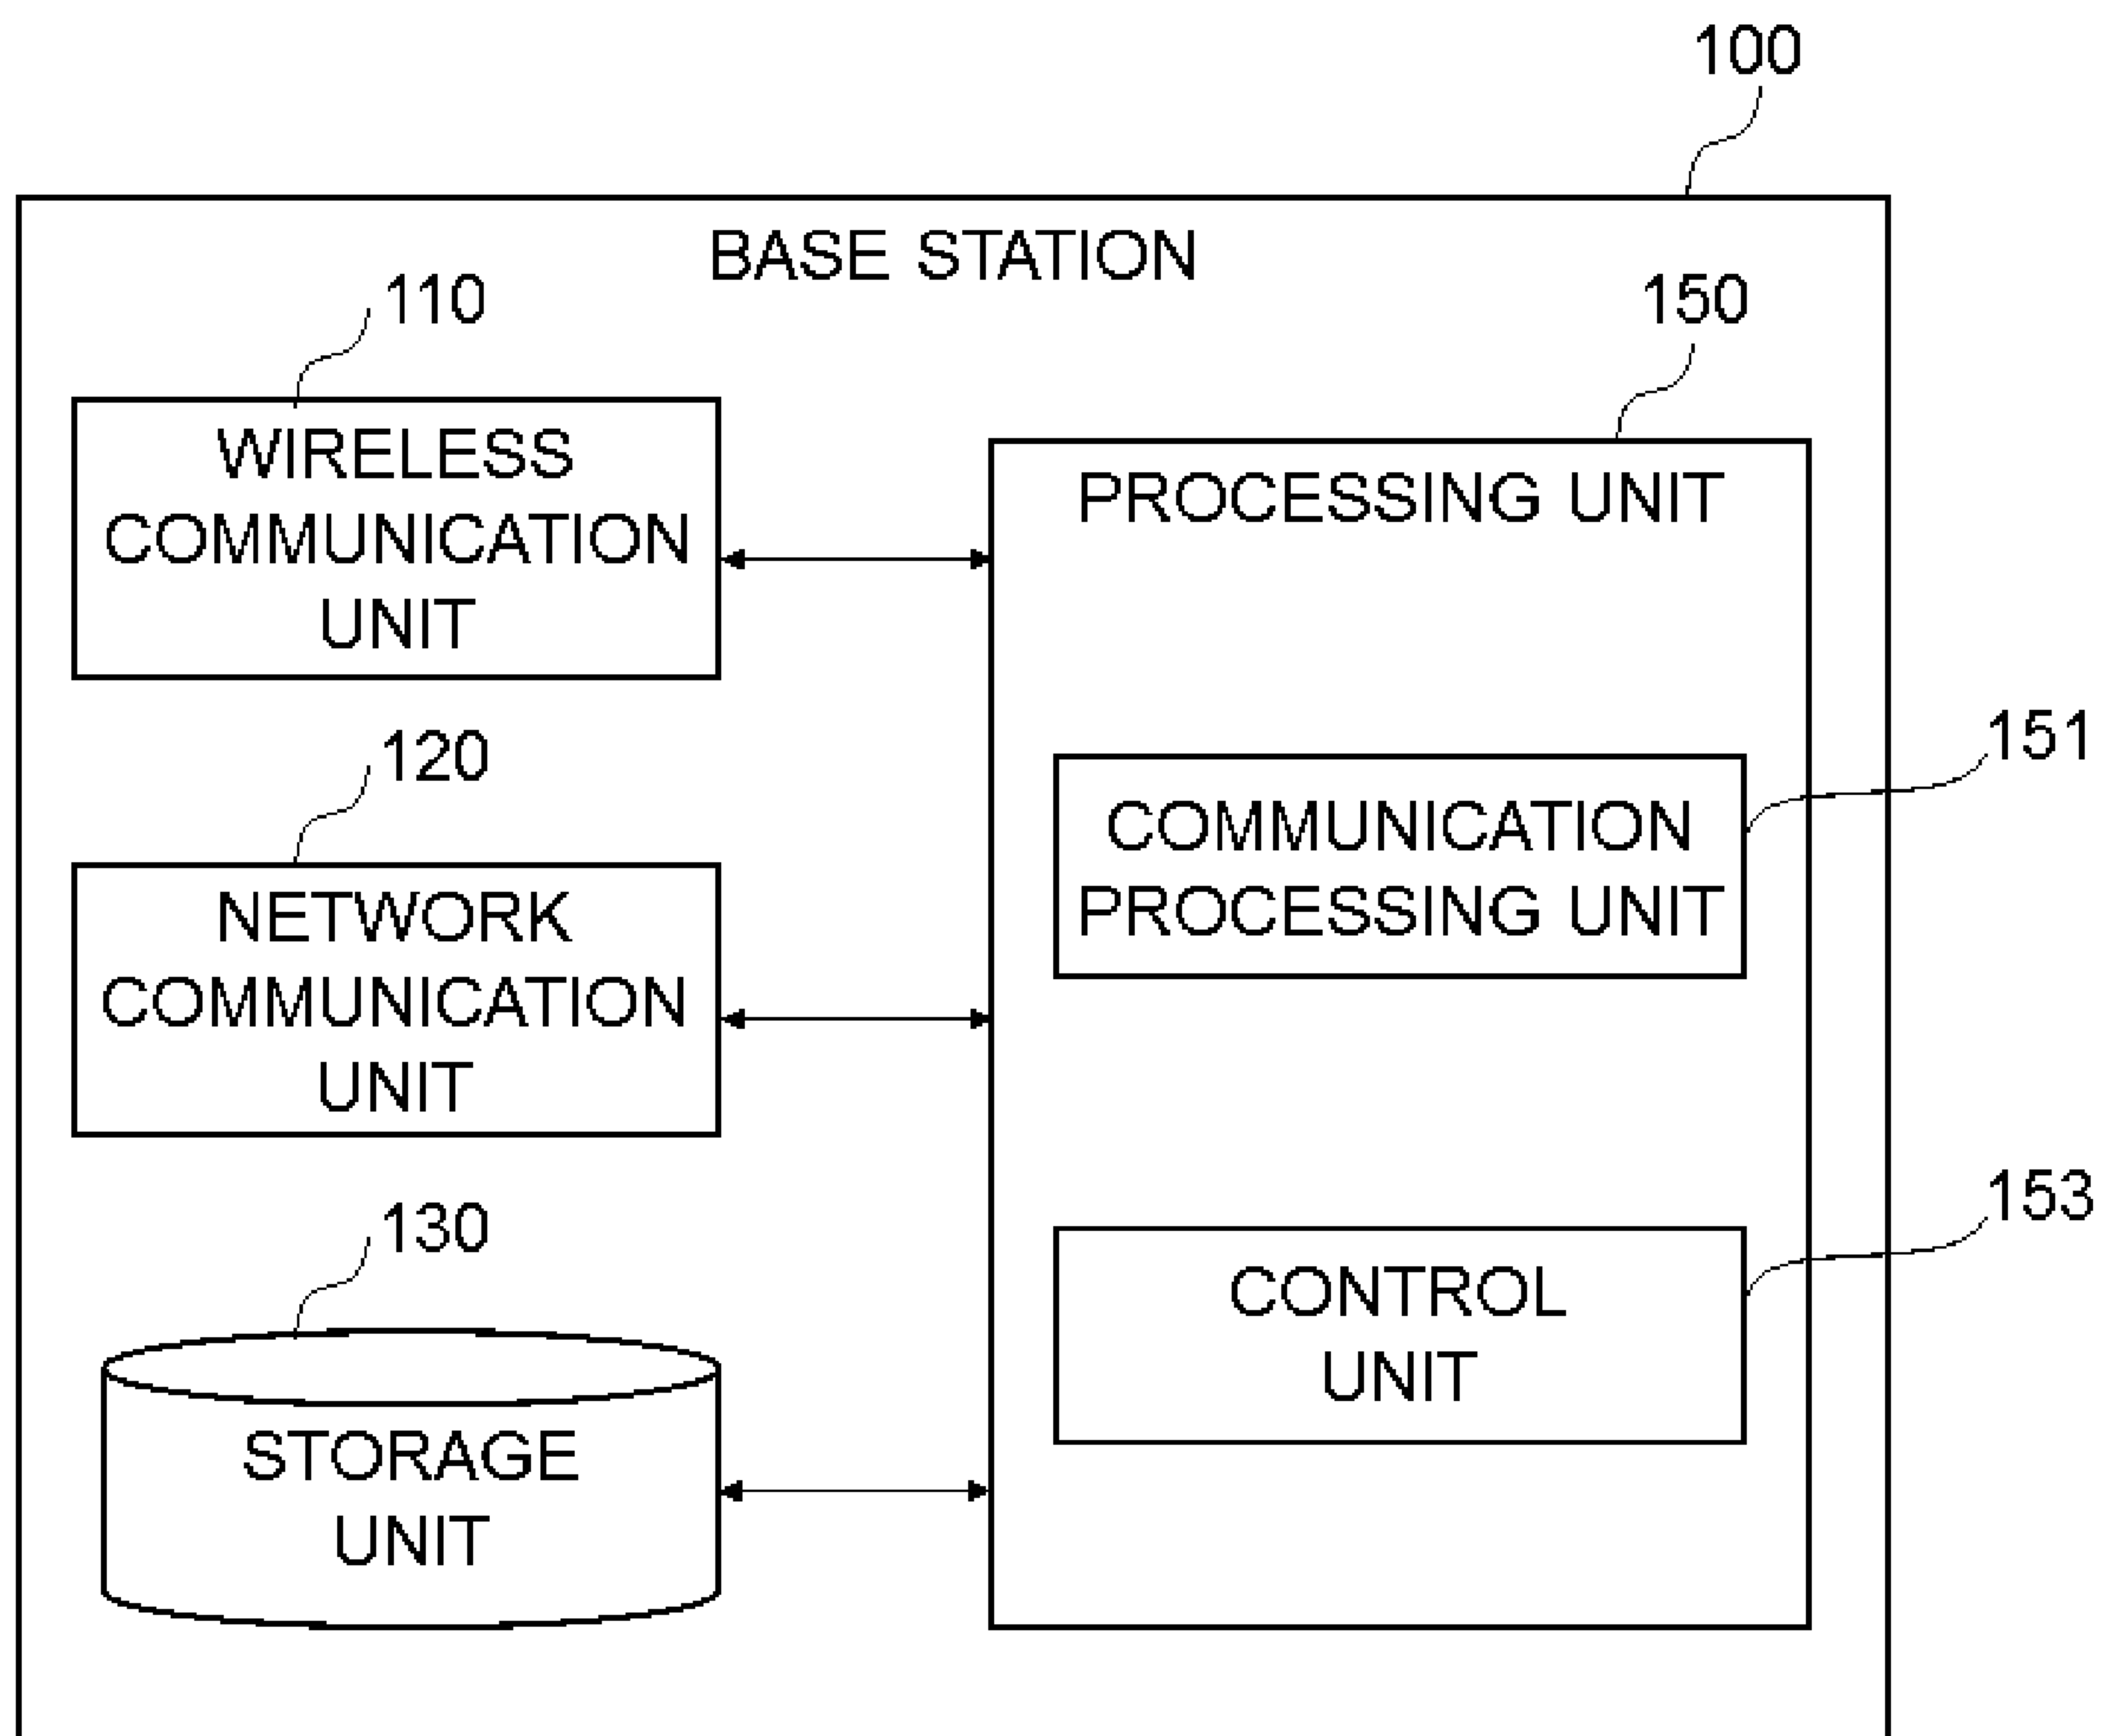 100
BASE STATION
110
150
WIRELESS
COMMUNICATION
UNIT
PROCESSING UNIT
120
151
NETWORK
COMMUNICATION
UNIT
COMMUNICATION
PROCESSING UNIT
130
153
STORAGE
UNIT
CONTROL
UNIT